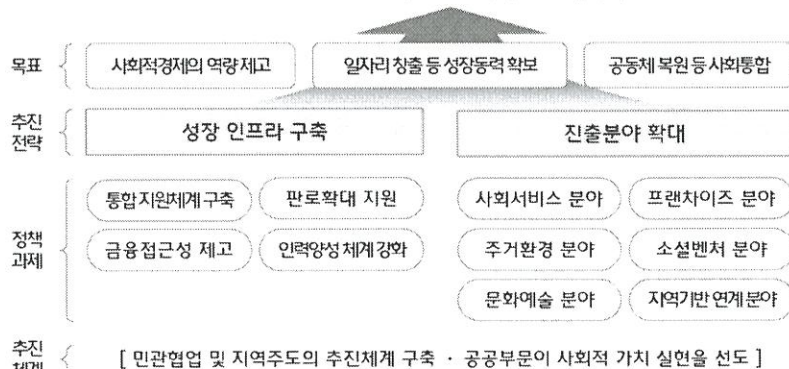 목표
사회적경제의 역량 제고
일자리 창출 등 성장동력 확보
공동체 복원 등 사회통합
추진
전략
성장 인프라 구축
진출분야 확대
정책
과제
통합 지원체계 구축
판로확대 지원
사회서비스 분야
프랜차이즈 분야
금융접근성 제고
인력양성 체계 강화
주거환경 분야
소셜벤처 분야
문화예술 분야
지역기반 연계 분야
추진
[ 민관협업 및 지역주도의 추진체계 구축 · 공공부문이 사회적 가치 실현을 선도 ]